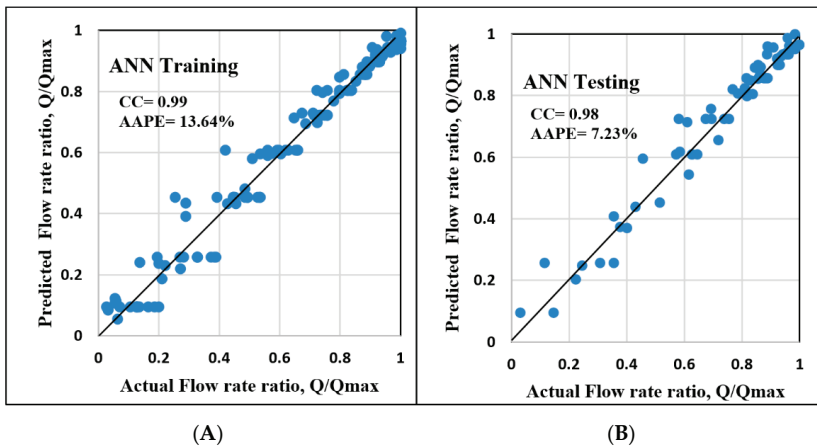 1
0.8
0.6
0.4
0.2
0
0
0.2
0.4
0.6
0.8
1
Predicted Flow rate ratio, Q/Qmax
Actual Flow rate ratio, Q/Qmax
ANN Training
CC= 0.99
AAPE= 13.64%
(A)
1
0.8
0.6
0.4
0.2
0
0
0.2
0.4
0.6
0.8
1
Predicted Flow rate ratio, Q/Qmax
Actual Flow rate ratio, Q/Qmax
ANN Testing
CC= 0.98
AAPE= 7.23%
(B)